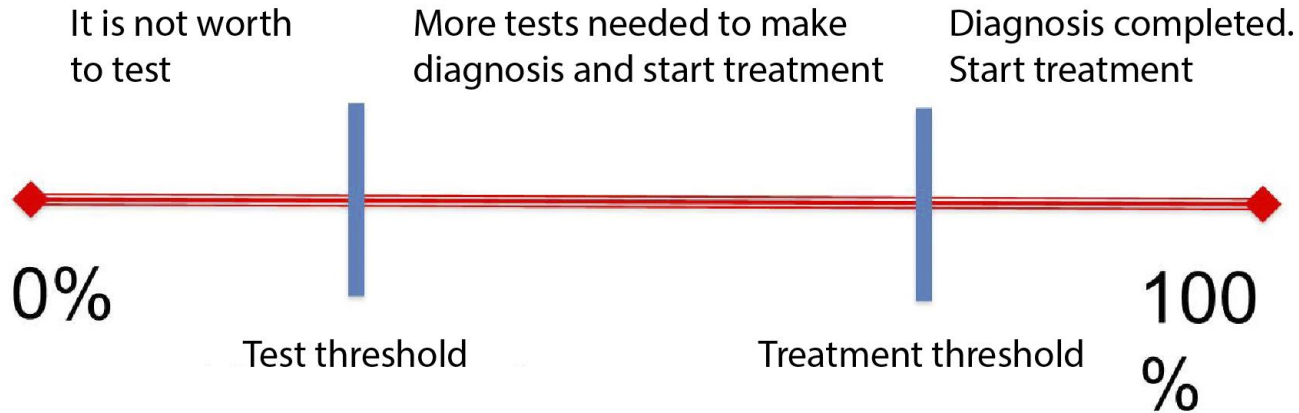 It is not worth
to test
More tests needed to make
diagnosis and start treatment
Diagnosis completed.
Start treatment
0%
100
%
Test threshold
Treatment threshold